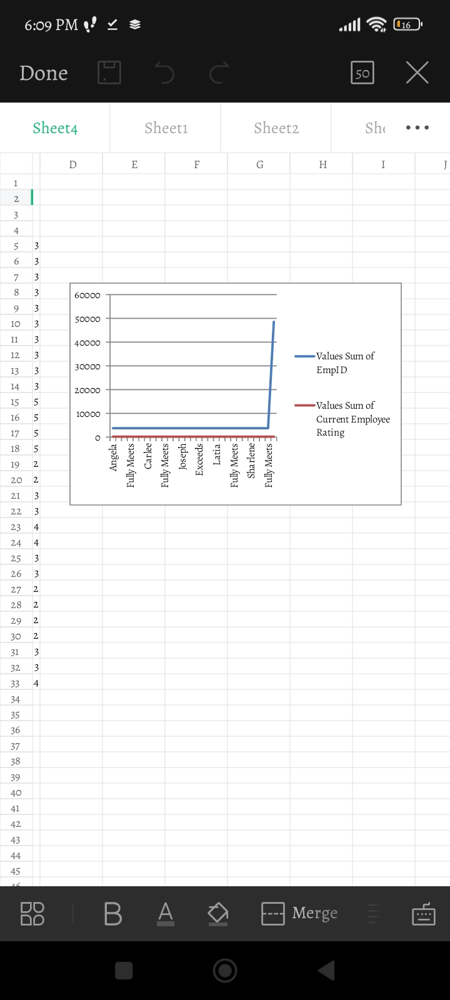 6:09 PM
16
Done
50
Sheet4 Sheet1 Sheet2 She
D E F G H I J
1
2
3
4
5 3
6 3
7 3
8 3
9 3
10 3
11 3
12 3
13 3
14 3
15 5
16 5
17 5
18 5
19 2
20 2
21 3
22 3
23 4
24 4
25 3
26 3
27 2
28 2
29 2
30 2
31 3
32 3
33 4
34
35
36
37
38
39
40
41
42
43
44
45
46
60000
50000
40000
30000
20000
10000
0
Angela
Fully Meets
Carlee
Fully Meets
Joseph
Exceeds
Latia
Fully Meets
Sharlene
Fully Meets
Values Sum of
EmpID
Values Sum of
Current Employee
Rating
B A Merge